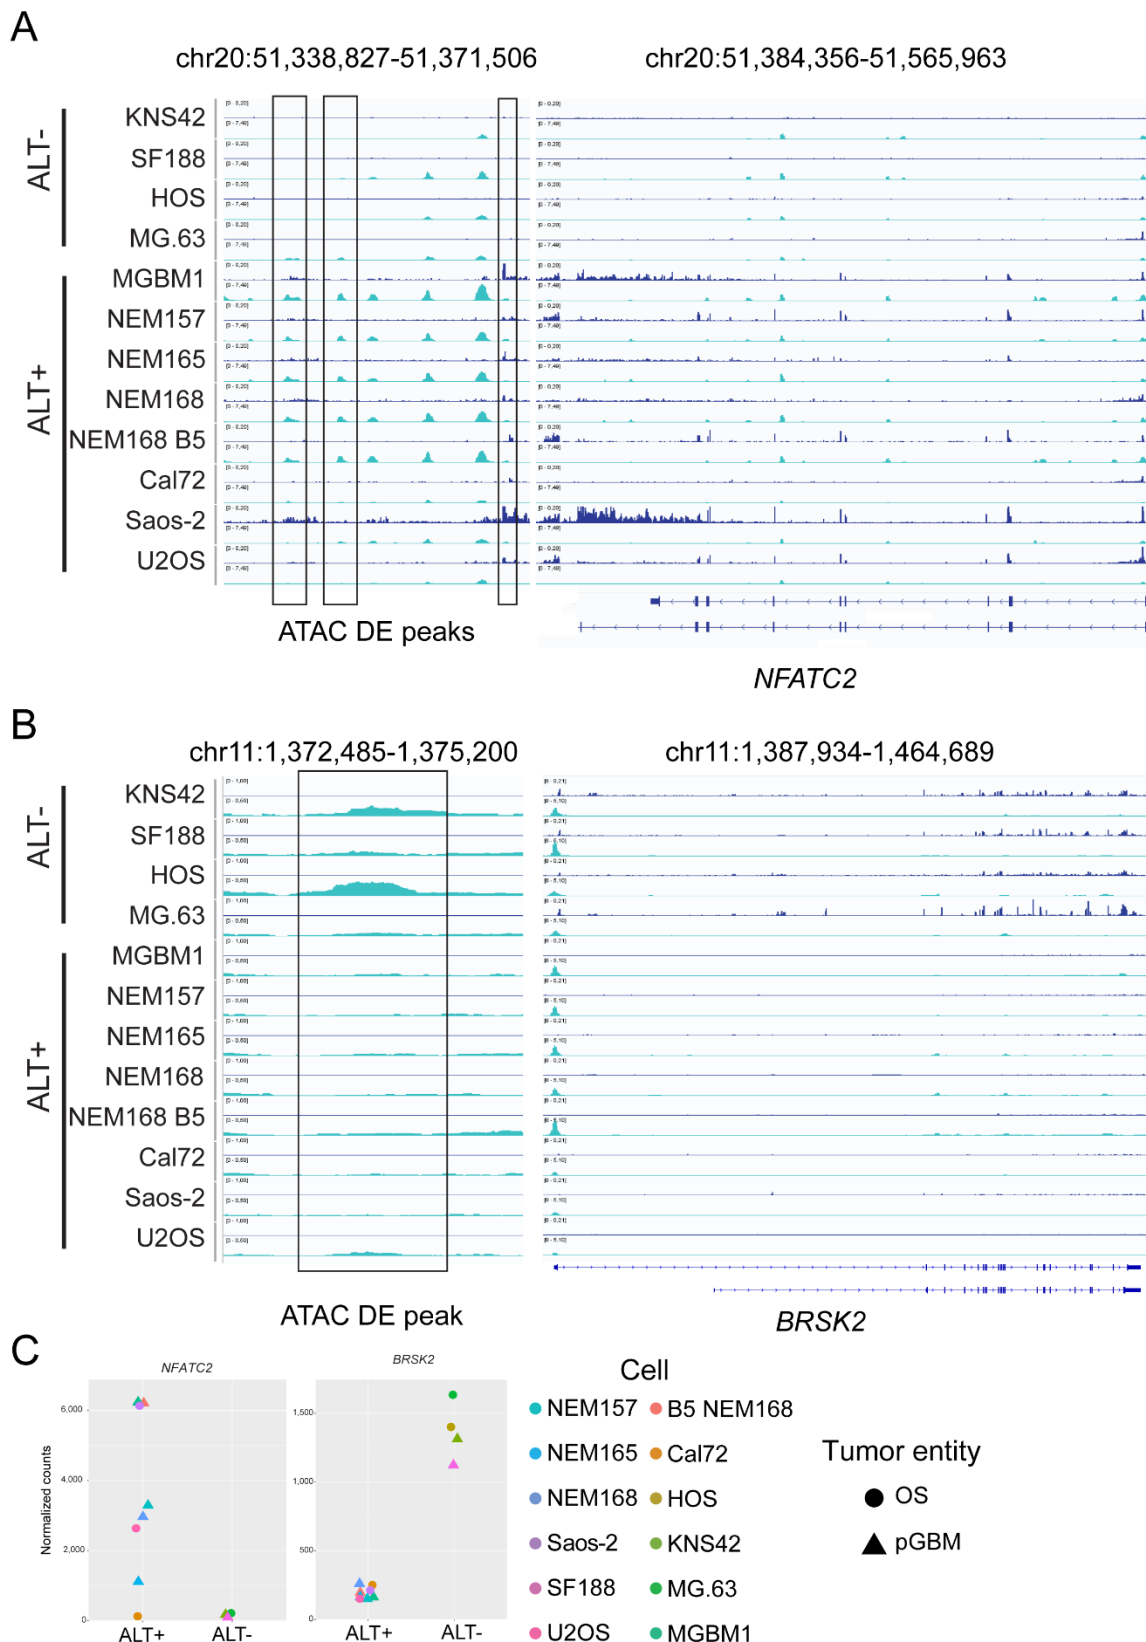 A
chr20:51,338,827-51,371,506
chr20:51,384,356-51,565,963
ALT-
KNS42
SF188
HOS
MG.63
ALT+
MGBM1
NEM157
NEM165
NEM168
NEM168 B5
Cal72
Saos-2
U2OS
ATAC DE peaks
NFATC2
B
chr11:1,372,485-1,375,200
chr11:1,387,934-1,464,689
ALT-
KNS42
SF188
HOS
MG.63
ALT+
MGBM1
NEM157
NEM165
NEM168
NEM168 B5
Cal72
Saos-2
U2OS
ATAC DE peak
BRSK2
C
NFATC2
Normalized counts
6,000
4,000
2,000
0
ALT+ ALT-
BRSK2
1,500
1,000
500
0
ALT+ ALT-
Cell
NEM157 B5 NEM168
NEM165 Cal72
NEM168 HOS
Saos-2 KNS42
SF188 MG.63
U2OS MGBM1
Tumor entity
OS
pGBM